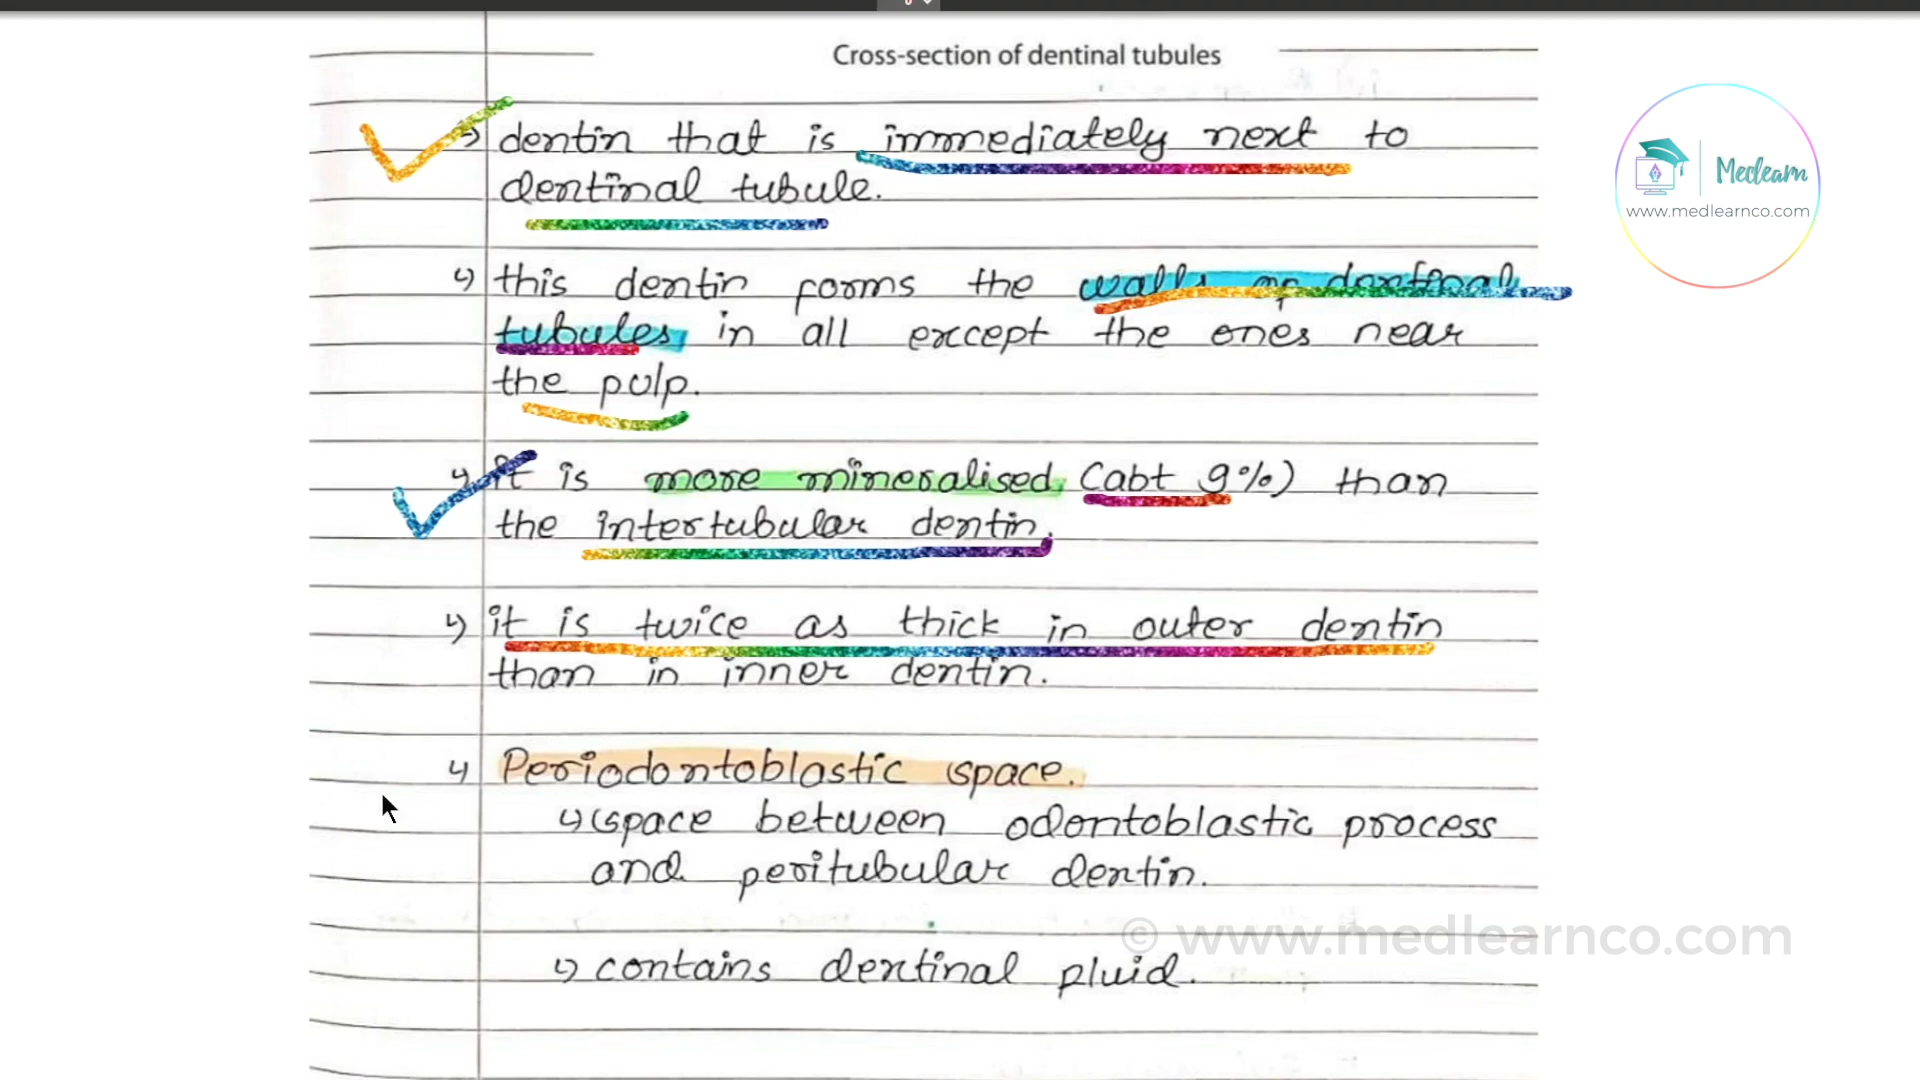 Cross-section of dentinal tubules
dentin that is immediately next to
dentinal tubule.
this dentin forms the walls of dentinal
tubules in all except the ones near
the pulp.
it is more mineralised (abt 9%) than
the intertubular dentin.
it is twice as thick in outer dentin
than in inner dentin.
Periodontoblastic space.
space between odontoblastic process
and peritubular dentin.
contains dentinal fluid.
Medlearn
www.medlearnco.com
© www.medlearnco.com